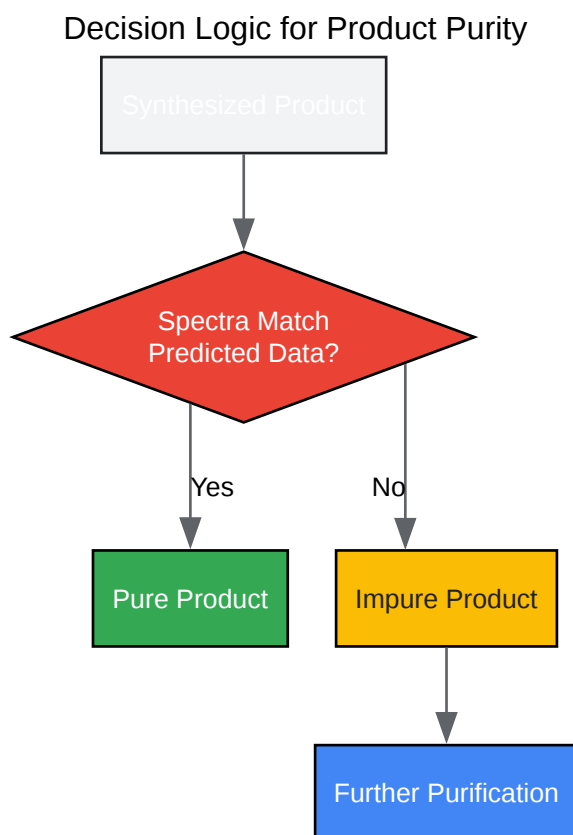 Decision Logic for Product Purity
Synthesized Product
Spectra Match
Predicted Data?
Yes
No
Pure Product
Impure Product
Further Purification